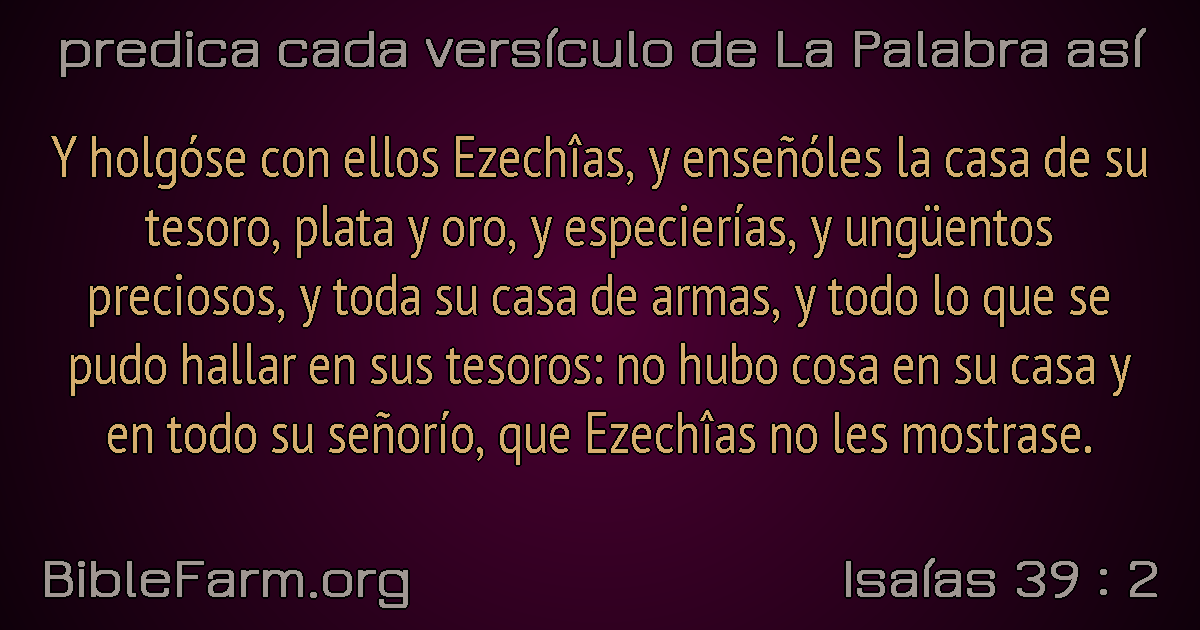 predica cada versículo de La Palabra así
Y holgóse con ellos Ezechîas, y enseñóles la casa de su
tesoro, plata y oro, y especierías, y ungüentos
preciosos, y toda su casa de armas, y todo lo que se
pudo hallar en sus tesoros: no hubo cosa en su casa y
en todo su señorío, que Ezechîas no les mostrase.
BibleFarm.org
Isaías 39 : 2